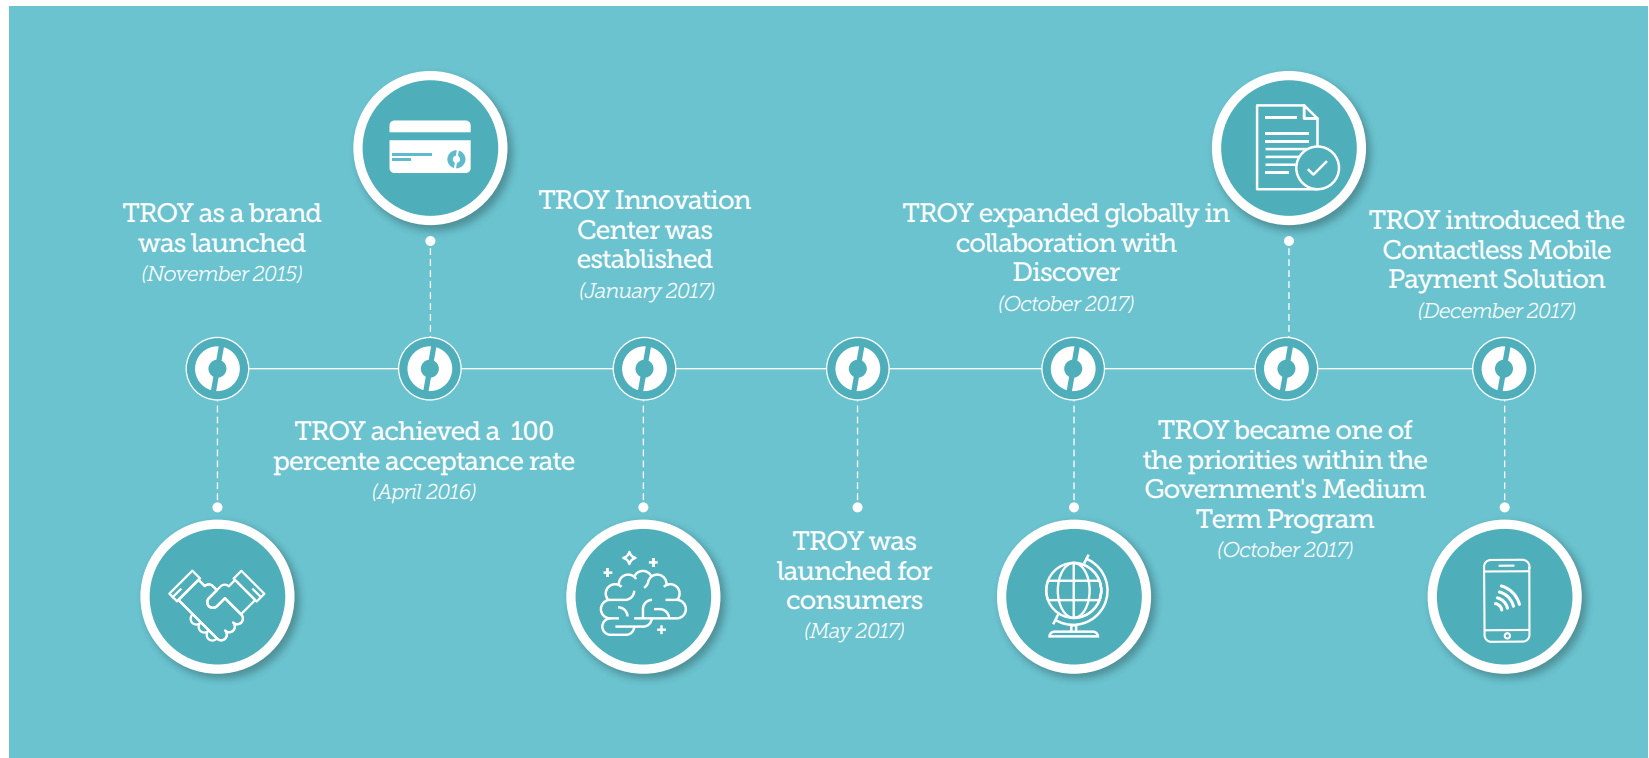 TROY as a brand
was launched
(November 2015)
TROY achieved a 100
percente acceptance rate
(April 2016)
TROY Innovation
Center was
established
(January 2017)
TROY was
launched for
consumers
(May 2017)
TROY expanded globally in
collaboration with
Discover
(October 2017)
TROY became one of
the priorities within the
Government's Medium
Term Program
(October 2017)
TROY introduced the
Contactless Mobile
Payment Solution
(December 2017)